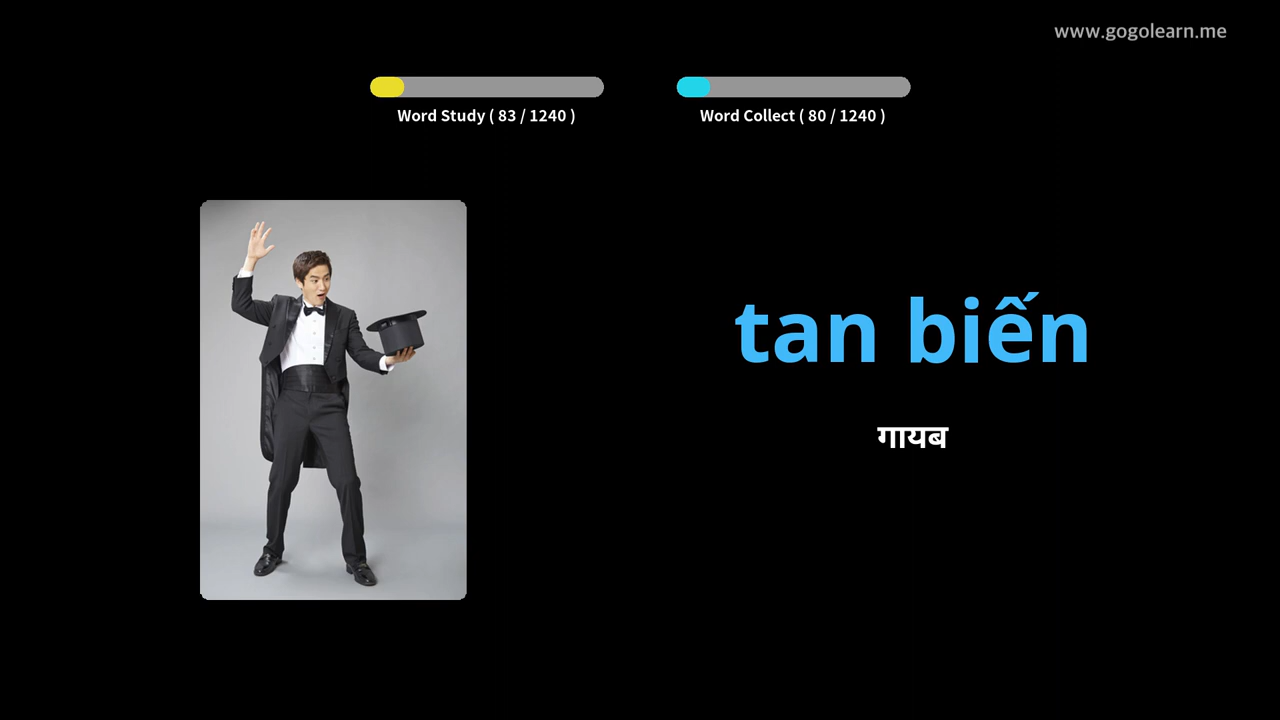 www.gogolearn.me
Word Study ( 83 / 1240 )
Word Collect ( 80 / 1240 )
tan biến
गायब